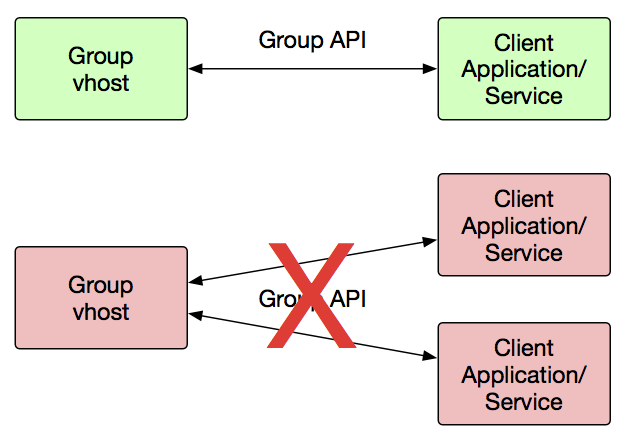 Group
vhost
Group API
Client
Application/
Service
Client
Application/
Service
Group
vhost
Group API
Client
Application/
Service